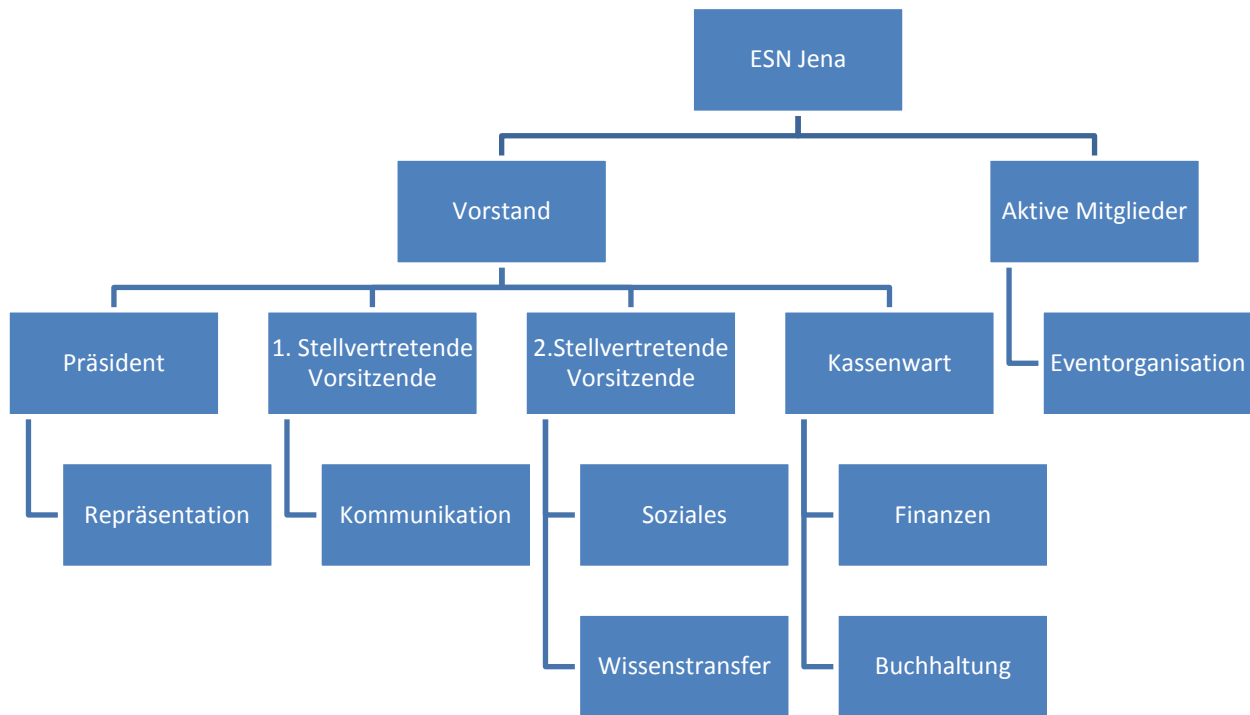 ESN Jena
Vorstand
Aktive Mitglieder
Präsident
1. Stellvertretende
Vorsitzende
2.Stellvertretende
Vorsitzende
Kassenwart
Eventorganisation
Repräsentation
Kommunikation
Soziales
Finanzen
Wissenstransfer
Buchhaltung